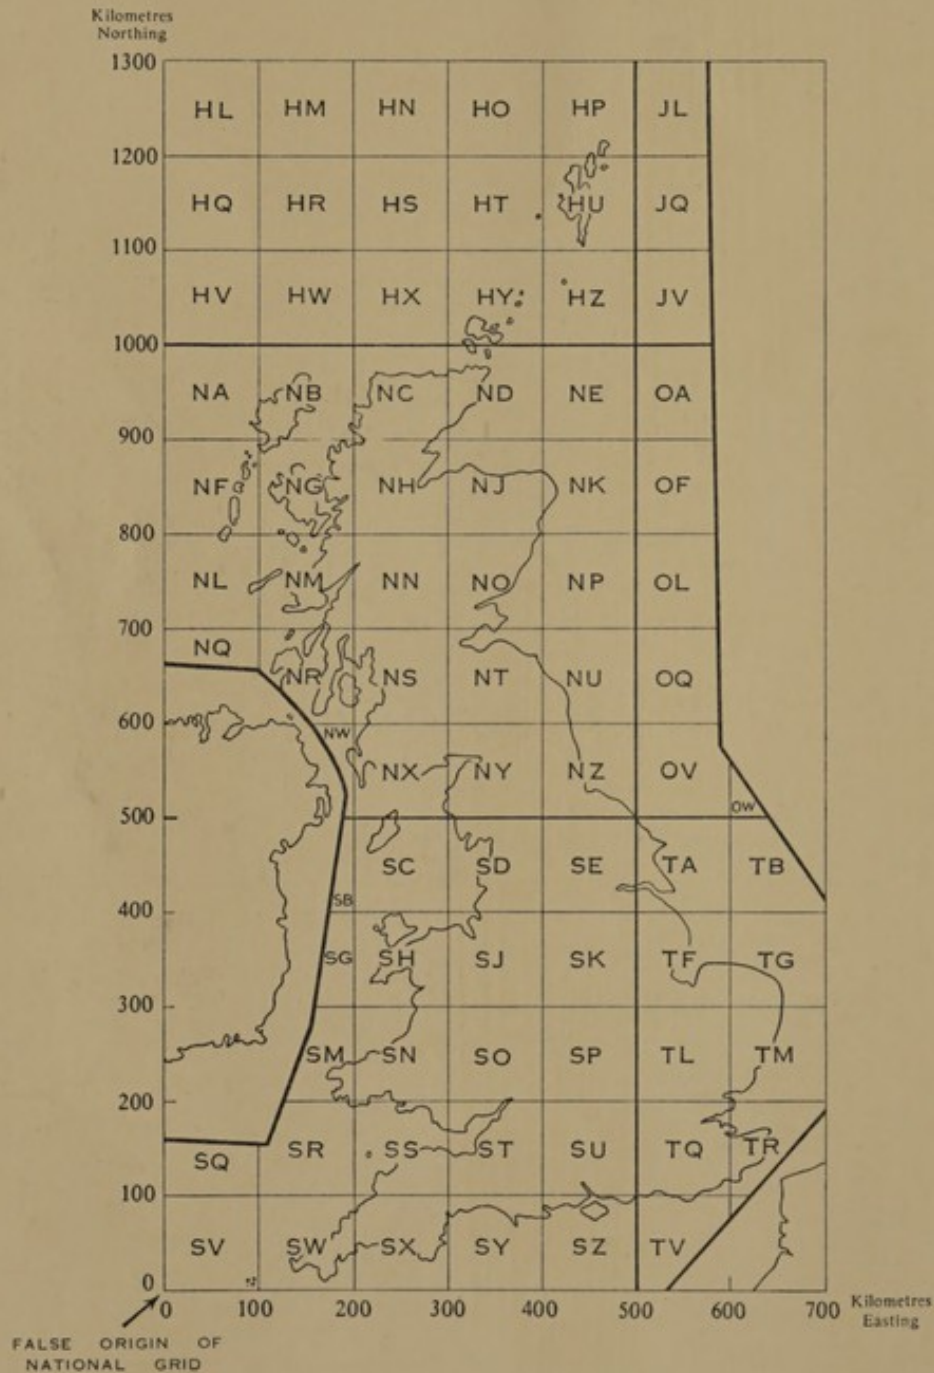 Kilometres
Northing
1300
HL HM HN HO HP JL
1200
HQ HR HS HT HU JQ
1100
HV HW HX HY HZ JV
1000
NA NB NC ND NE OA
900
NF NG NH NJ NK OF
800
NL NM NN NO NP OL
700
NQ
NR NS NT NU OQ
600
NW
NX NY NZ OV
OW
500
SC SD SE TA TB
SB
400
SG SH SJ SK TF TG
300
SM SN SO SP TL TM
200
SQ SR SS ST SU TQ TR
100
SV SW SX SY SZ TV
0
0 100 200 300 400 500 600 700
Kilometres
Easting
FALSE ORIGIN OF
NATIONAL GRID